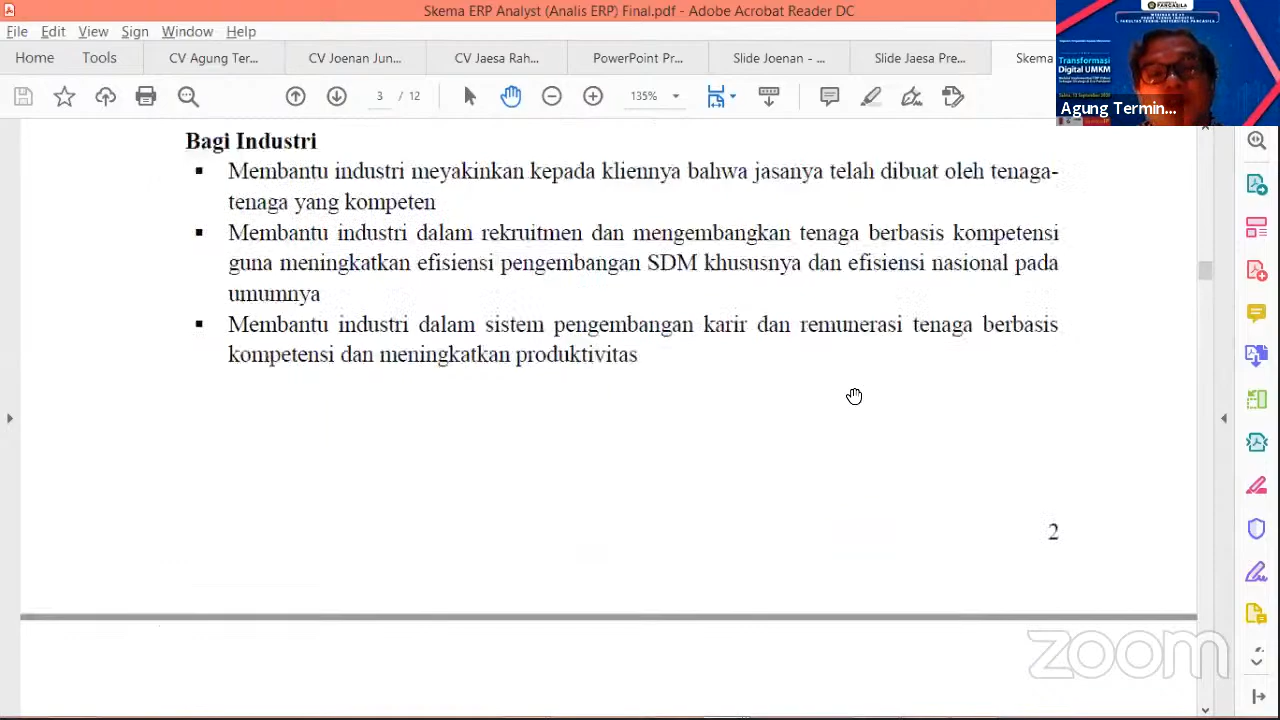 Skema ERP Analyst (Analis ERP) Final.pdf - Adobe Acrobat Reader DC
File Edit View Sign Window Help
Home Tools CV Agung Ter... CV Jaesa Rah... PowerPoint Pr... Slide Joenan - ... Slide Jaesa Pre... Skema
12 135%
PANCASILA
Transformasi
Digital UMKM
Agung Termin...
Bagi Industri
▪ Membantu industri meyakinkan kepada kliennya bahwa jasanya telah dibuat oleh tenaga-
tenaga yang kompeten
▪ Membantu industri dalam rekruitmen dan mengembangkan tenaga berbasis kompetensi
guna meningkatkan efisiensi pengembangan SDM khususnya dan efisiensi nasional pada
umumnya
▪ Membantu industri dalam sistem pengembangan karir dan remunerasi tenaga berbasis
kompetensi dan meningkatkan produktivitas
2
zoom